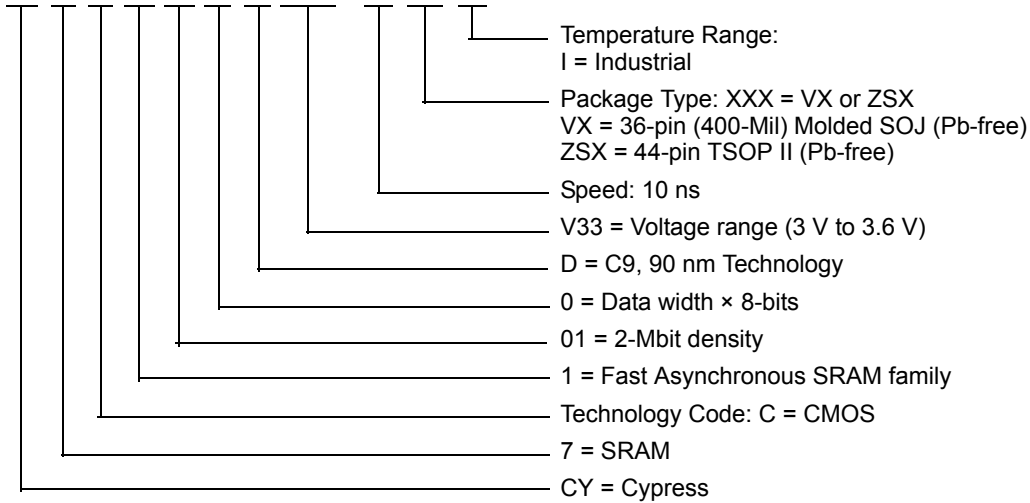 Temperature Range:
I = Industrial
Package Type: XXX = VX or ZSX
VX = 36-pin (400-Mil) Molded SOJ (Pb-free)
ZSX = 44-pin TSOP II (Pb-free)
Speed: 10 ns
V33 = Voltage range (3 V to 3.6 V)
D = C9, 90 nm Technology
0 = Data width × 8-bits
01 = 2-Mbit density
1 = Fast Asynchronous SRAM family
Technology Code: C = CMOS
7 = SRAM
CY = Cypress